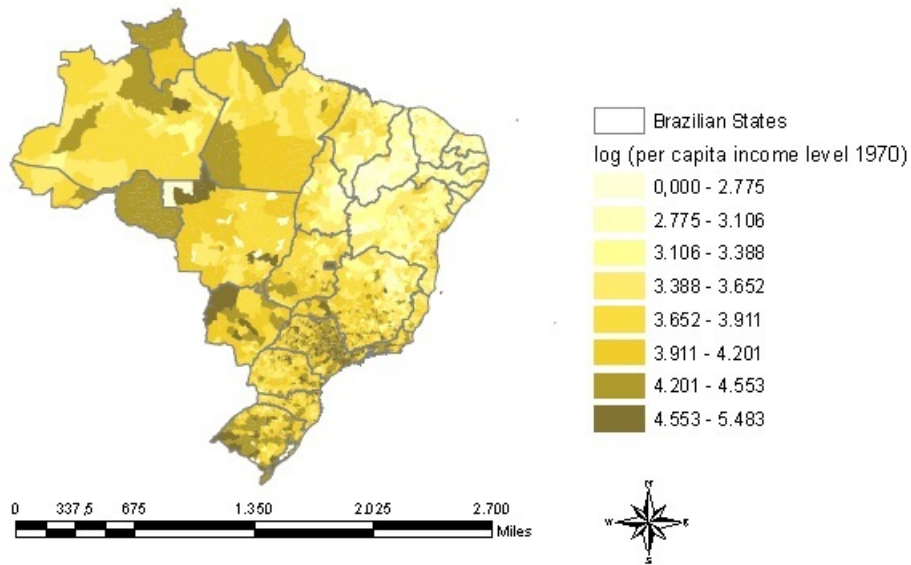 Brazilian States
log (per capita income level 1970)
0,000 - 2.775
2.775 - 3.106
3.106 - 3.388
3.388 - 3.652
3.652 - 3.911
3.911 - 4.201
4.201 - 4.553
4.553 - 5.483
0 337,5 675 1.350 2.025 2.700
Miles
N
W E
S